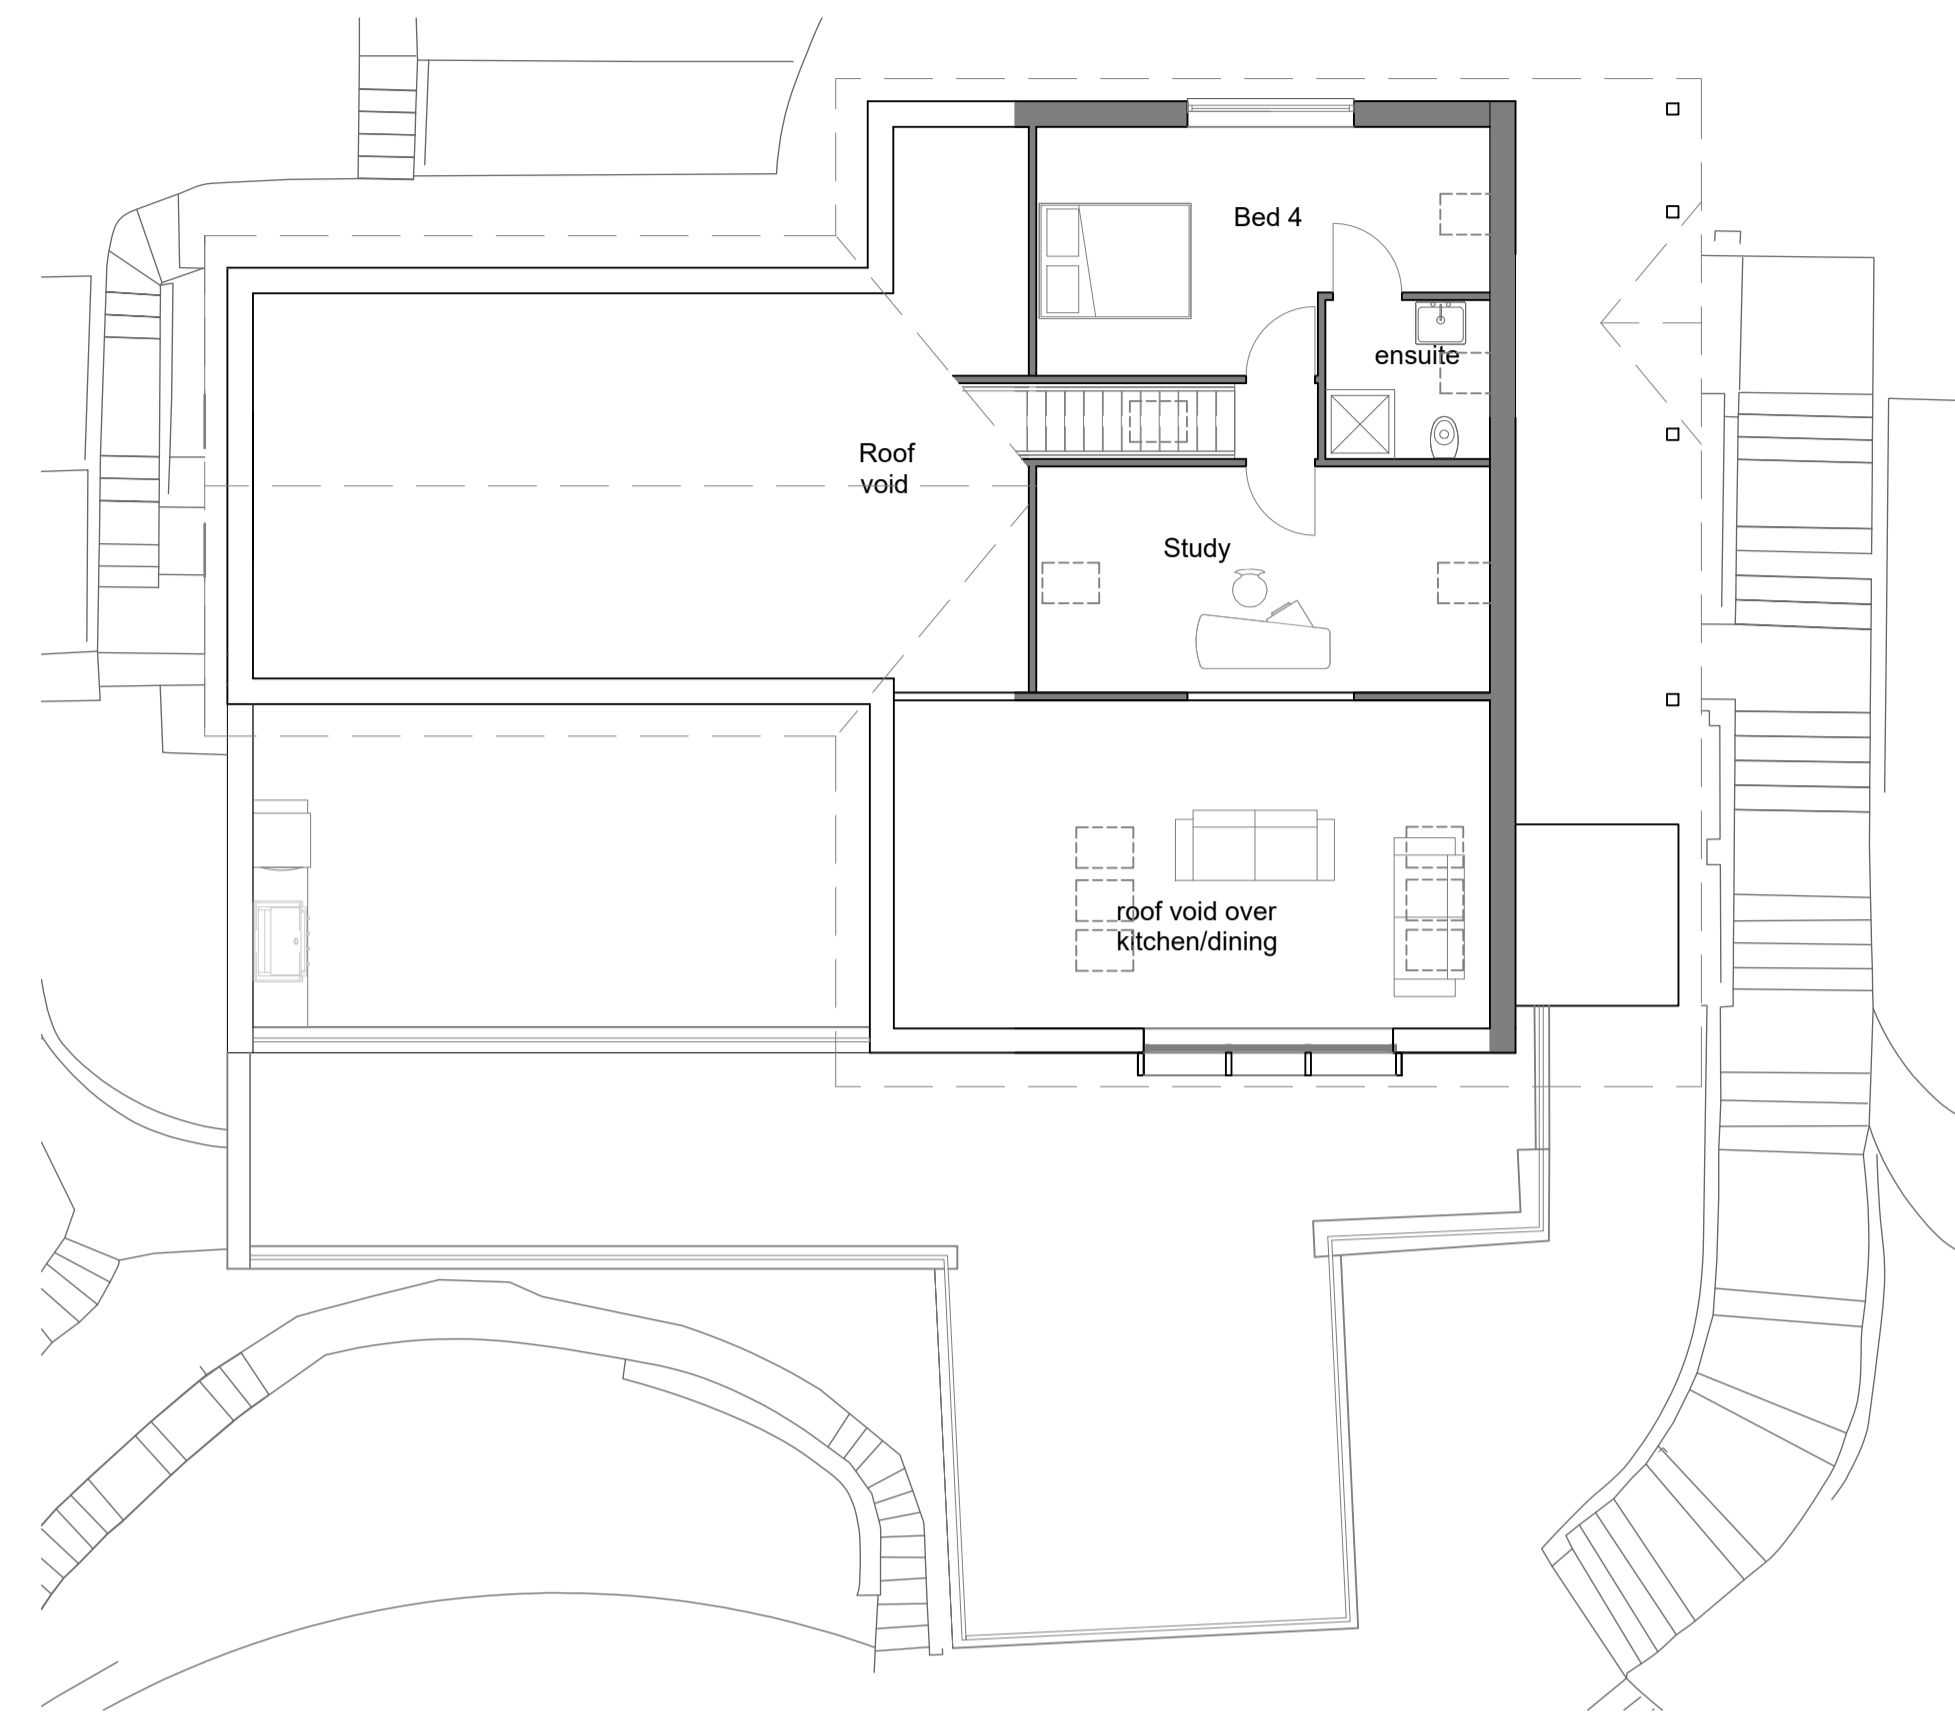 Bed 4
ensuite
Roof
void
Study
roof void over
kitchen/dining